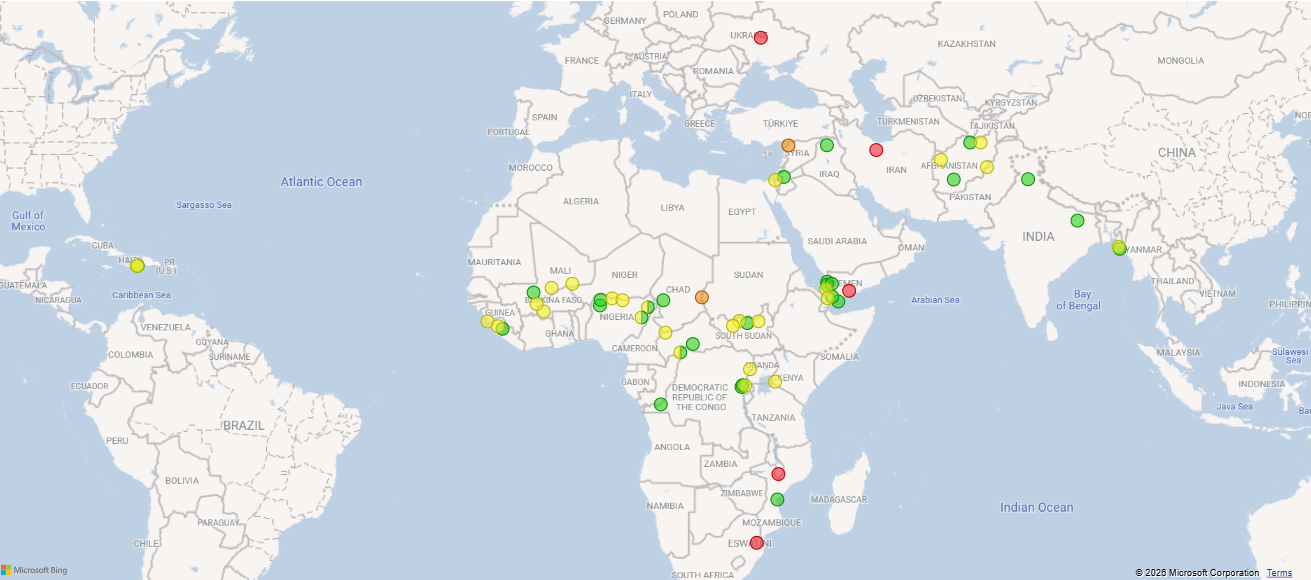 POLAND
GERMANY
UKRAINE
KAZAKHSTAN
FRANCE
AUSTRIA
MONGOLIA
ROMANIA
ITALY
UZBEKISTAN
KYRGYZSTAN
SPAIN
GREECE
TÜRKIYE
TÜRKMENISTAN
TAJIKISTAN
PORTUGAL
SYRIA
CHINA
MOROCCO
AFGHANISTAN
IRAQ
IRAN
Atlantic Ocean
ALGERIA
LIBYA
EGYPT
PAKISTAN
Sargasso Sea
Gulf of
Mexico
INDIA
CUBA
SAUDI ARABIA
OMAN
HAITI
PR
(U.S.)
MAURITANIA
MALI
NIGER
SUDAN
GUATEMALA
CHAD
YEMEN
THAILAND
Caribbean Sea
NICARAGUA
BURKINA FASO
Arabian Sea
Bay
of Bengal
VIETNAM
PHILIPPIN
GUINEA
NIGERIA
VENEZUELA
GHANA
SOUTH SUDAN
GUYANA
COLOMBIA
SURINAME
CAMEROON
SOMALIA
MALAYSIA
Sulawesi
Sea
UGANDA
GABON
KENYA
ECUADOR
DEMOCRATIC
REPUBLIC OF
THE CONGO
INDONESIA
Java Sea
Ba
TANZANIA
BRAZIL
PERU
ANGOLA
ZAMBIA
BOLIVIA
ZIMBABWE
MADAGASCAR
NAMIBIA
Indian Ocean
PARAGUAY
MOZAMBIQUE
CHILE
ESWATINI
SOUTH AFRICA
Microsoft Bing
© 2026 Microsoft Corporation Terms